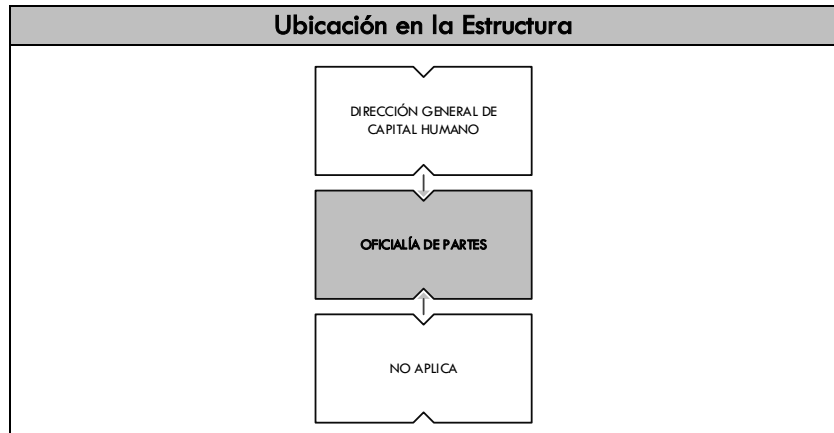 Ubicación en la Estructura
DIRECCIÓN GENERAL DE
CAPITAL HUMANO
OFICIALÍA DE PARTES
NO APLICA